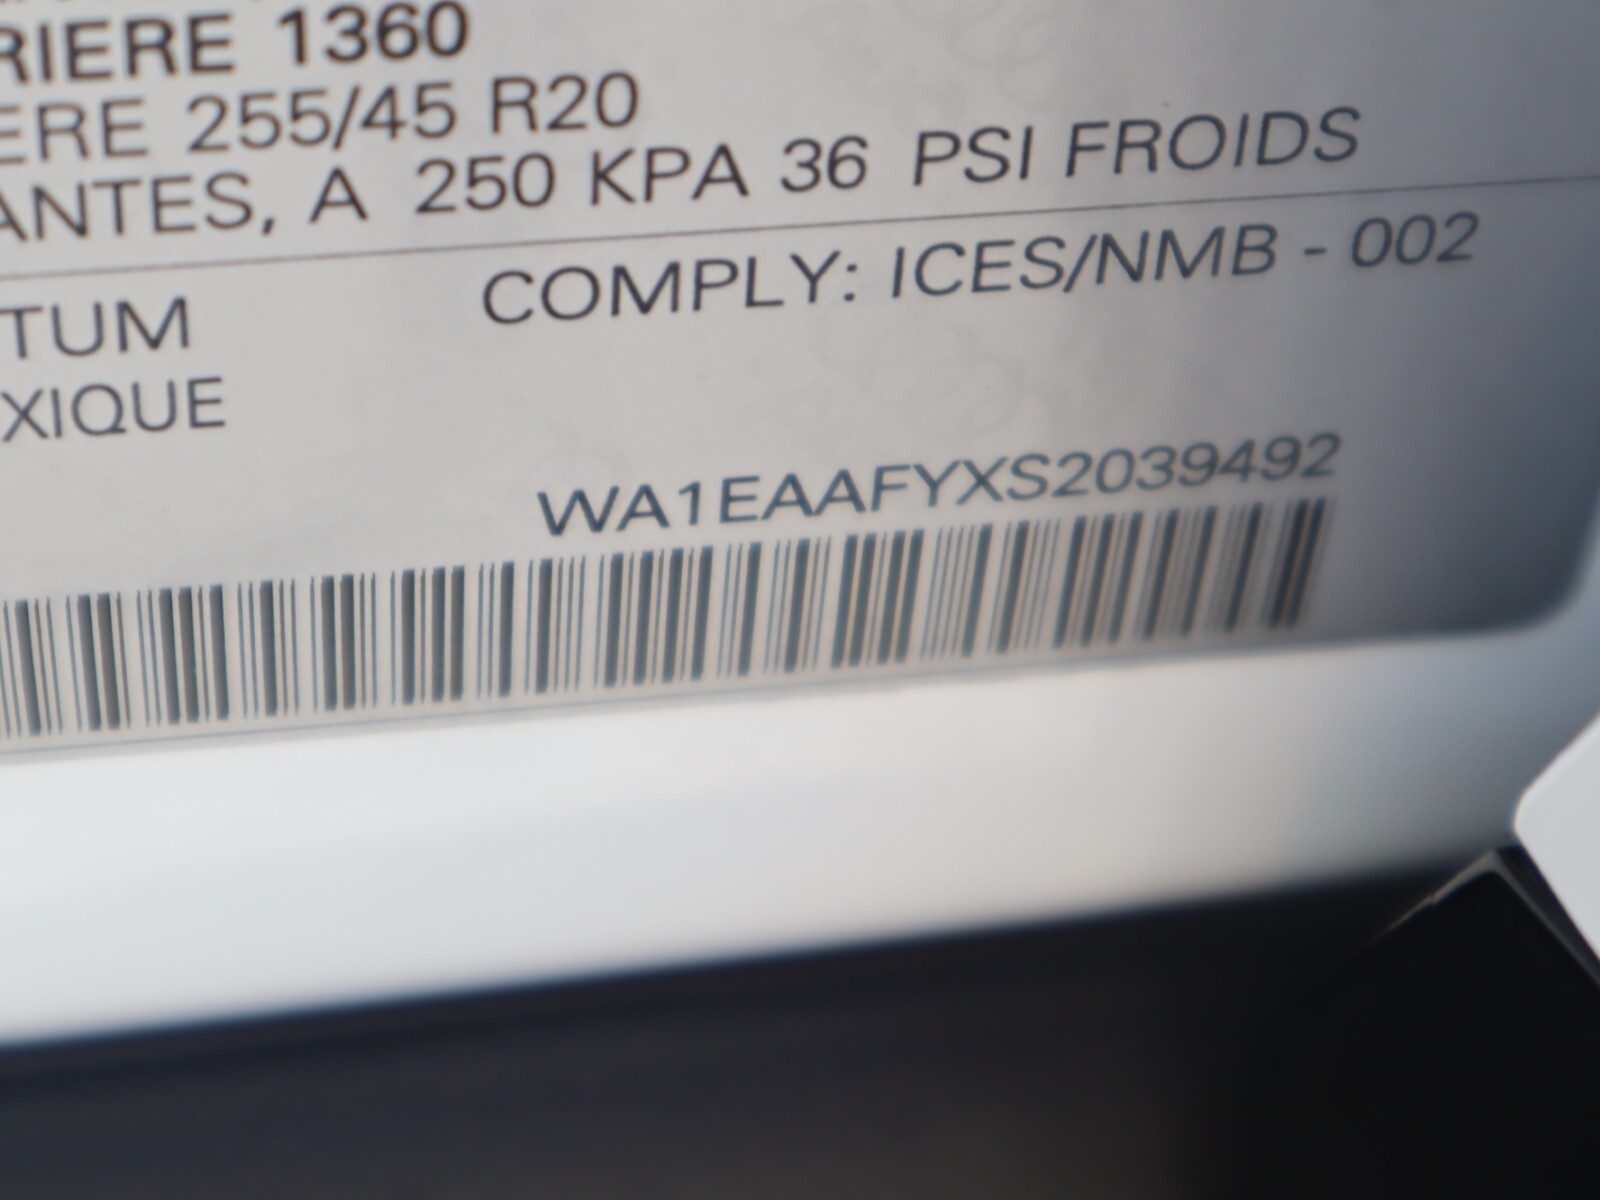 RIERE 1360
ERE 255/45 R20
ANTES, A 250 KPA 36 PSI FROIDS
TUM
COMPLY: ICES/NMB - 002
XIQUE
WA1EAAFYXS2039492